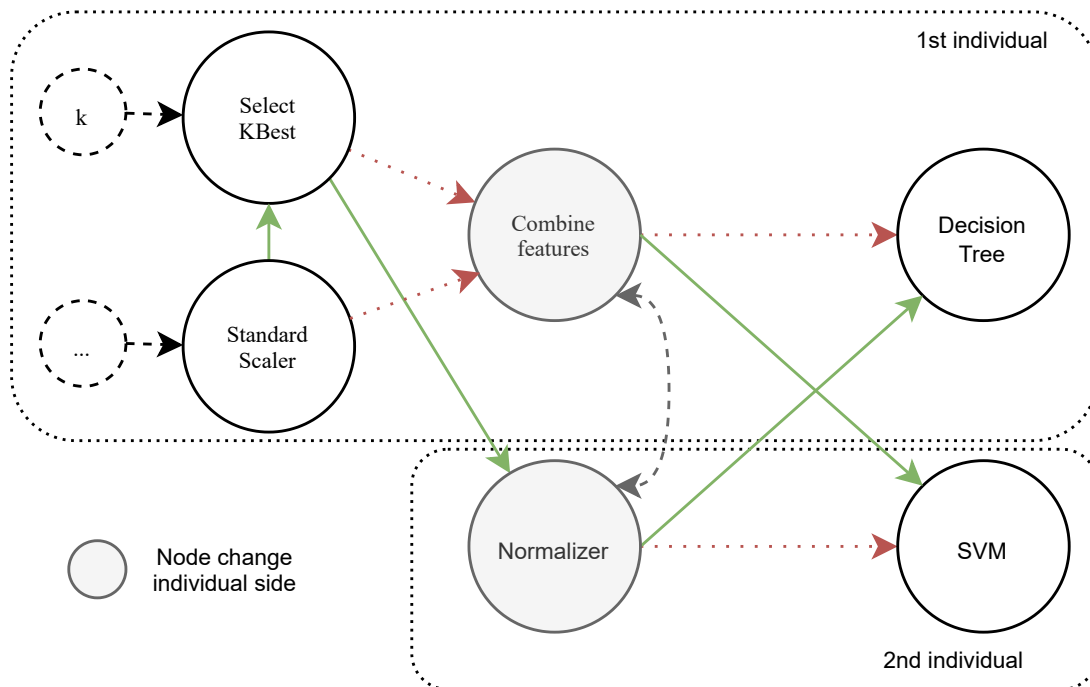 1st individual
k
Select
KBest
Combine
features
Decision
Tree
...
Standard
Scaler
Normalizer
SVM
Node change
individual side
2nd individual